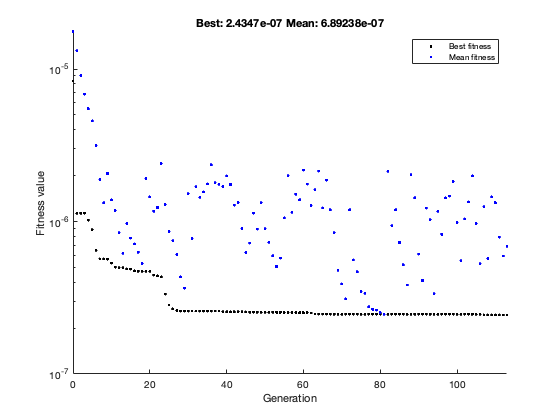 Best: 2.4347e-07 Mean: 6.89238e-07
Best fitness
Mean fitness
10^-5
10^-6
10^-7
Fitness value
0 20 40 60 80 100
Generation